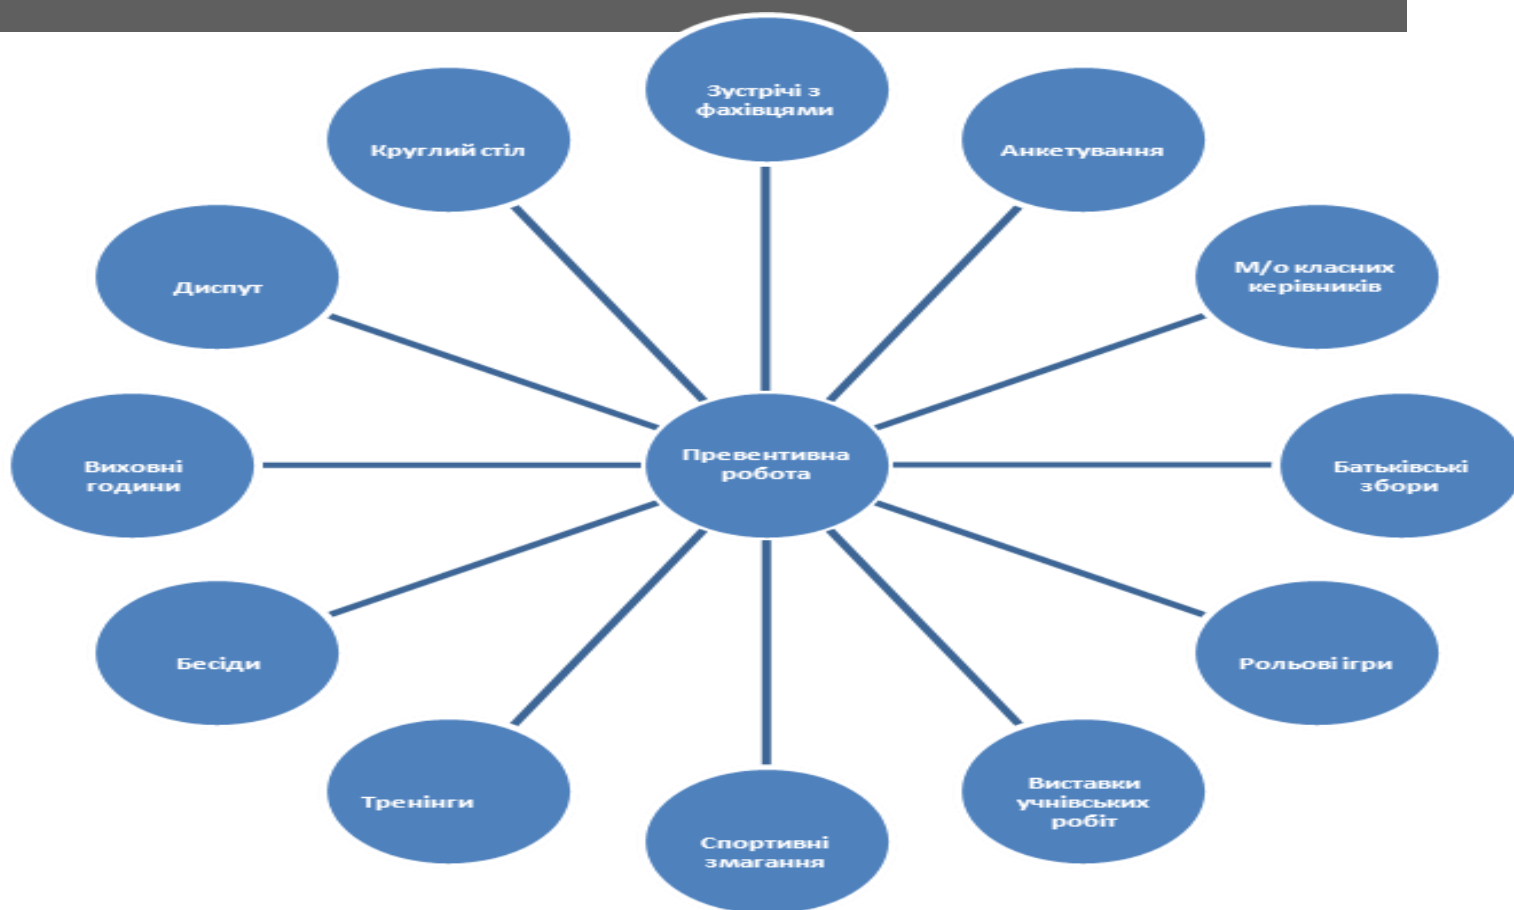 Зустрічі з
фахівцями
Круглий стіл
Анкетування
М/о класних
керівників
Диспут
Превентивна
робота
Виховні
години
Батьківські
збори
Бесіди
Рольові ігри
Тренінги
Виставки
учнівських
робіт
Спортивні
змагання